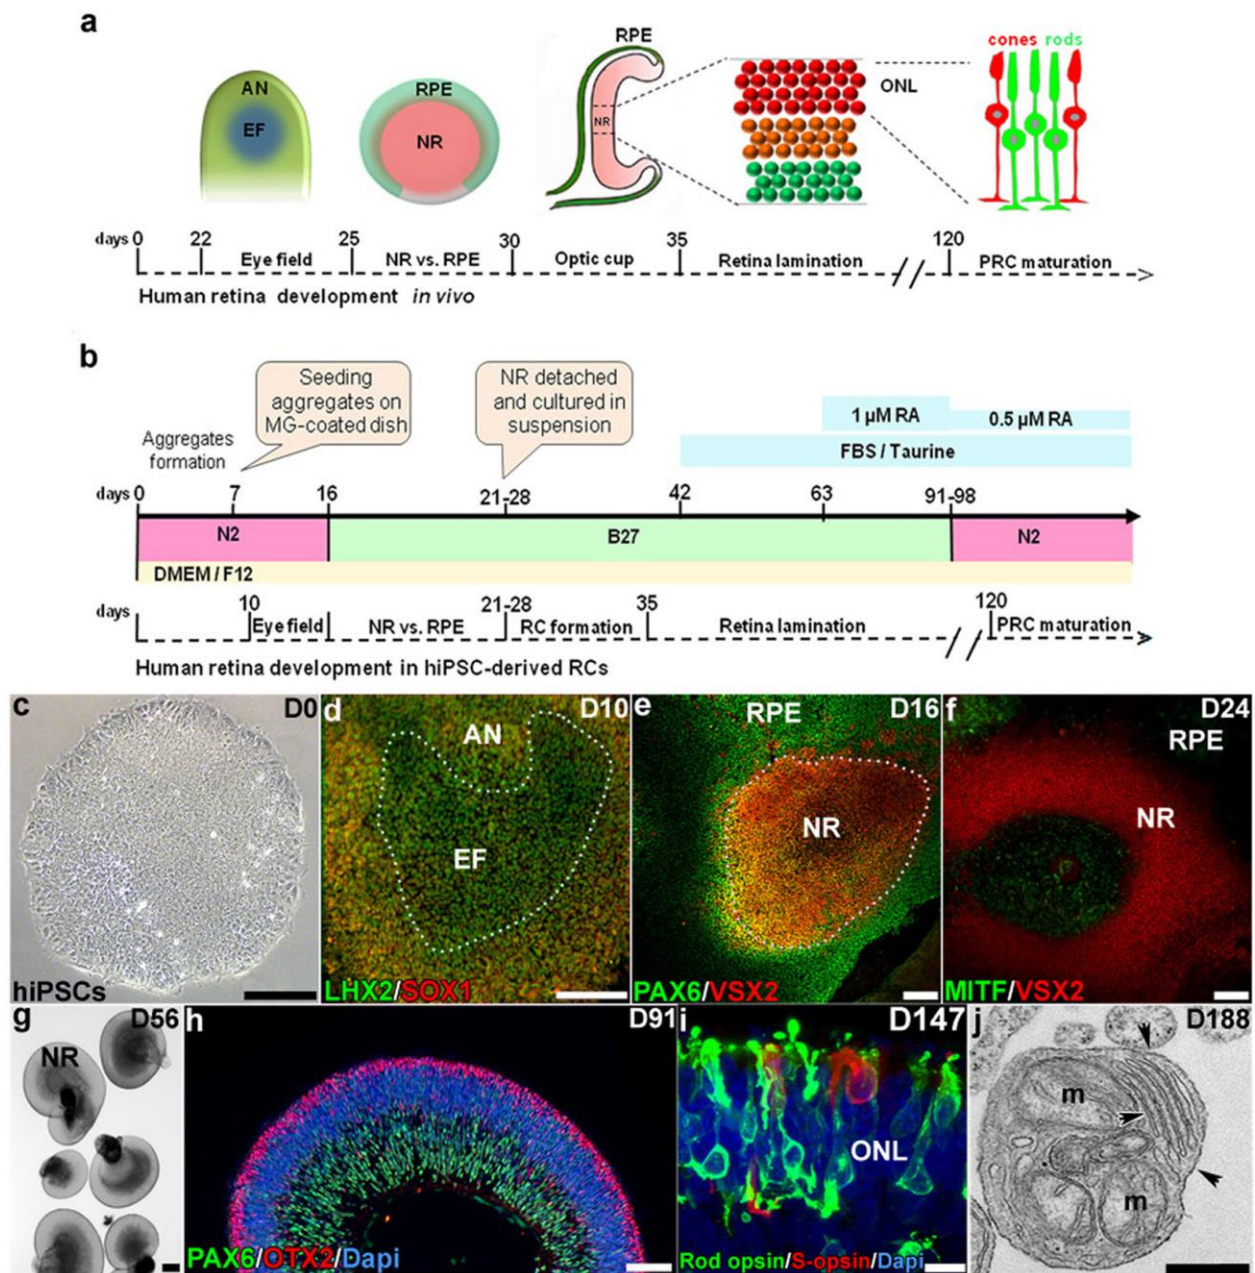 a
RPE
cones rods
AN
EF
RPE
NR
NR
ONL
days 0 22 25 30 35 120
Eye field NR vs. RPE Optic cup Retina lamination PRC maturation
Human retina development in vivo
b
Seeding
aggregates on
MG-coated dish
NR detached
and cultured in
suspension
Aggregates
formation
1 µM RA 0.5 µM RA
FBS / Taurine
days 0 7 16 21-28 42 63 91-98
N2 B27 N2
DMEM / F12
days 10 21-28 35 120
Eye field NR vs. RPE RC formation Retina lamination PRC maturation
Human retina development in hiPSC-derived RCs
c D0
hiPSCs
d D10
AN
EF
LHX2/SOX1
e D16
RPE
NR
PAX6/VSX2
f D24
RPE
NR
MITF/VSX2
g D56
NR
h D91
PAX6/OTX2/Dapi
i D147
ONL
Rod opsin/S-opsin/Dapi
j D188
m
m